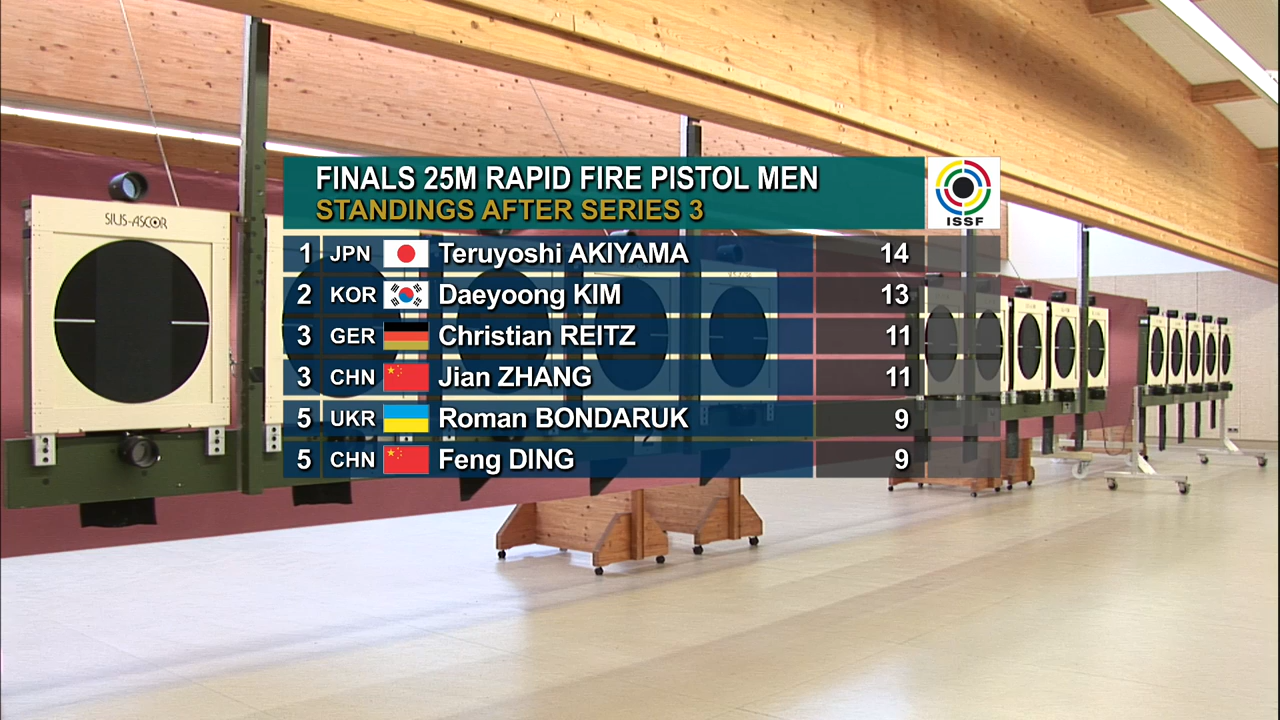 SIUS-ASCOR
FINALS 25M RAPID FIRE PISTOL MEN
STANDINGS AFTER SERIES 3
ISSF
1 JPN Teruyoshi AKIYAMA 14
2 KOR Daeyoong KIM 13
3 GER Christian REITZ 11
3 CHN Jian ZHANG 11
5 UKR Roman BONDARUK 9
5 CHN Feng DING 9